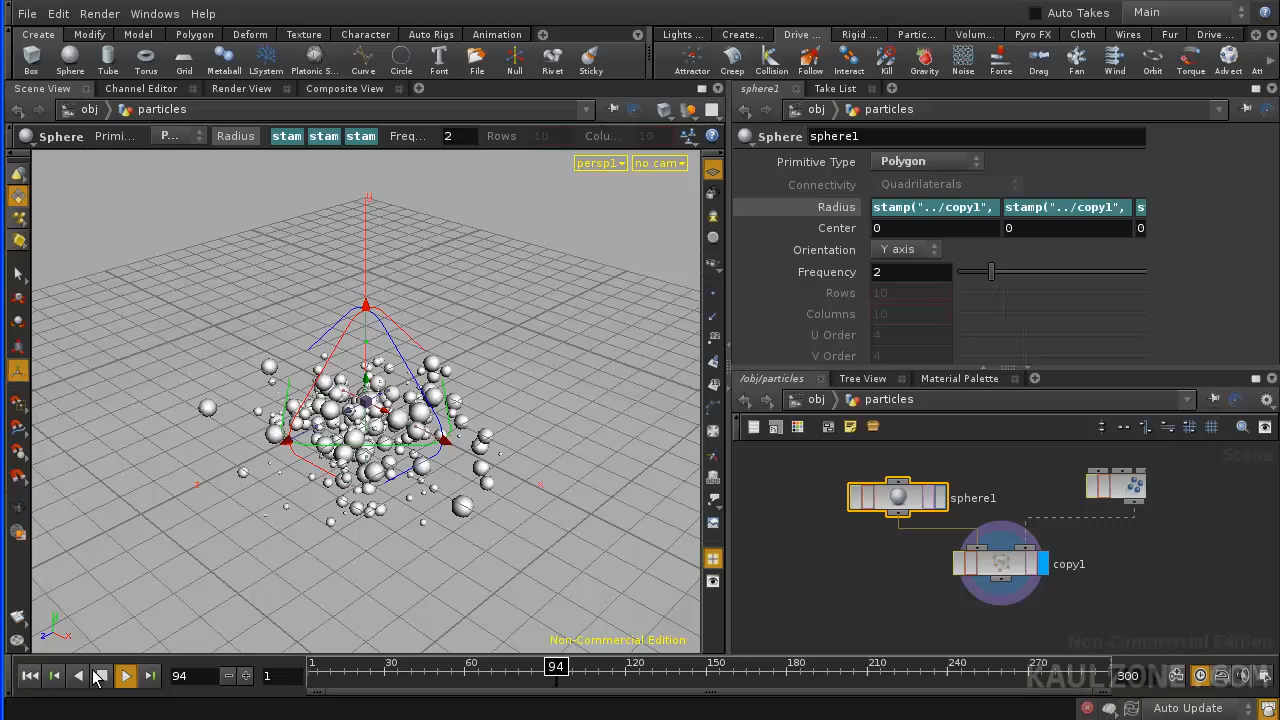 File Edit Render Windows Help Auto Takes Main
Create Modify Model Polygon Deform Texture Character Auto Rigs Animation Lights ... Create... Drive ... Rigid ... Partic... Volum... Pyro FX Cloth Wires Fur Drive ...
Box Sphere Tube Torus Grid Metaball LSystem Platonic S... Curve Circle Font File Null Rivet Sticky Attractor Creep Collision Follow Interact Kill Gravity Noise Force Drag Fan Wind Orbit Torque Advect
Scene View Channel Editor Render View Composite View sphere1 Take List
obj particles obj particles
Sphere Primi... P... Radius stam stam stam Freq... 2 Rows 10 Colu... 10 Sphere sphere1
persp1 no cam
Primitive Type Polygon
Connectivity Quadrilaterals
Radius stamp("../copy1", stamp("../copy1",
Center 0 0 0
Orientation Y axis
Frequency 2
Rows 10
Columns 10
U Order 4
V Order 4
y
z x
/obj/particles Tree View Material Palette
obj particles
Scene
sphere1
copy1
y
z x
Non-Commercial Edition Non-Commercial Edition
94 1 1 30 60 94 120 150 180 210 240 270 300
Auto Update